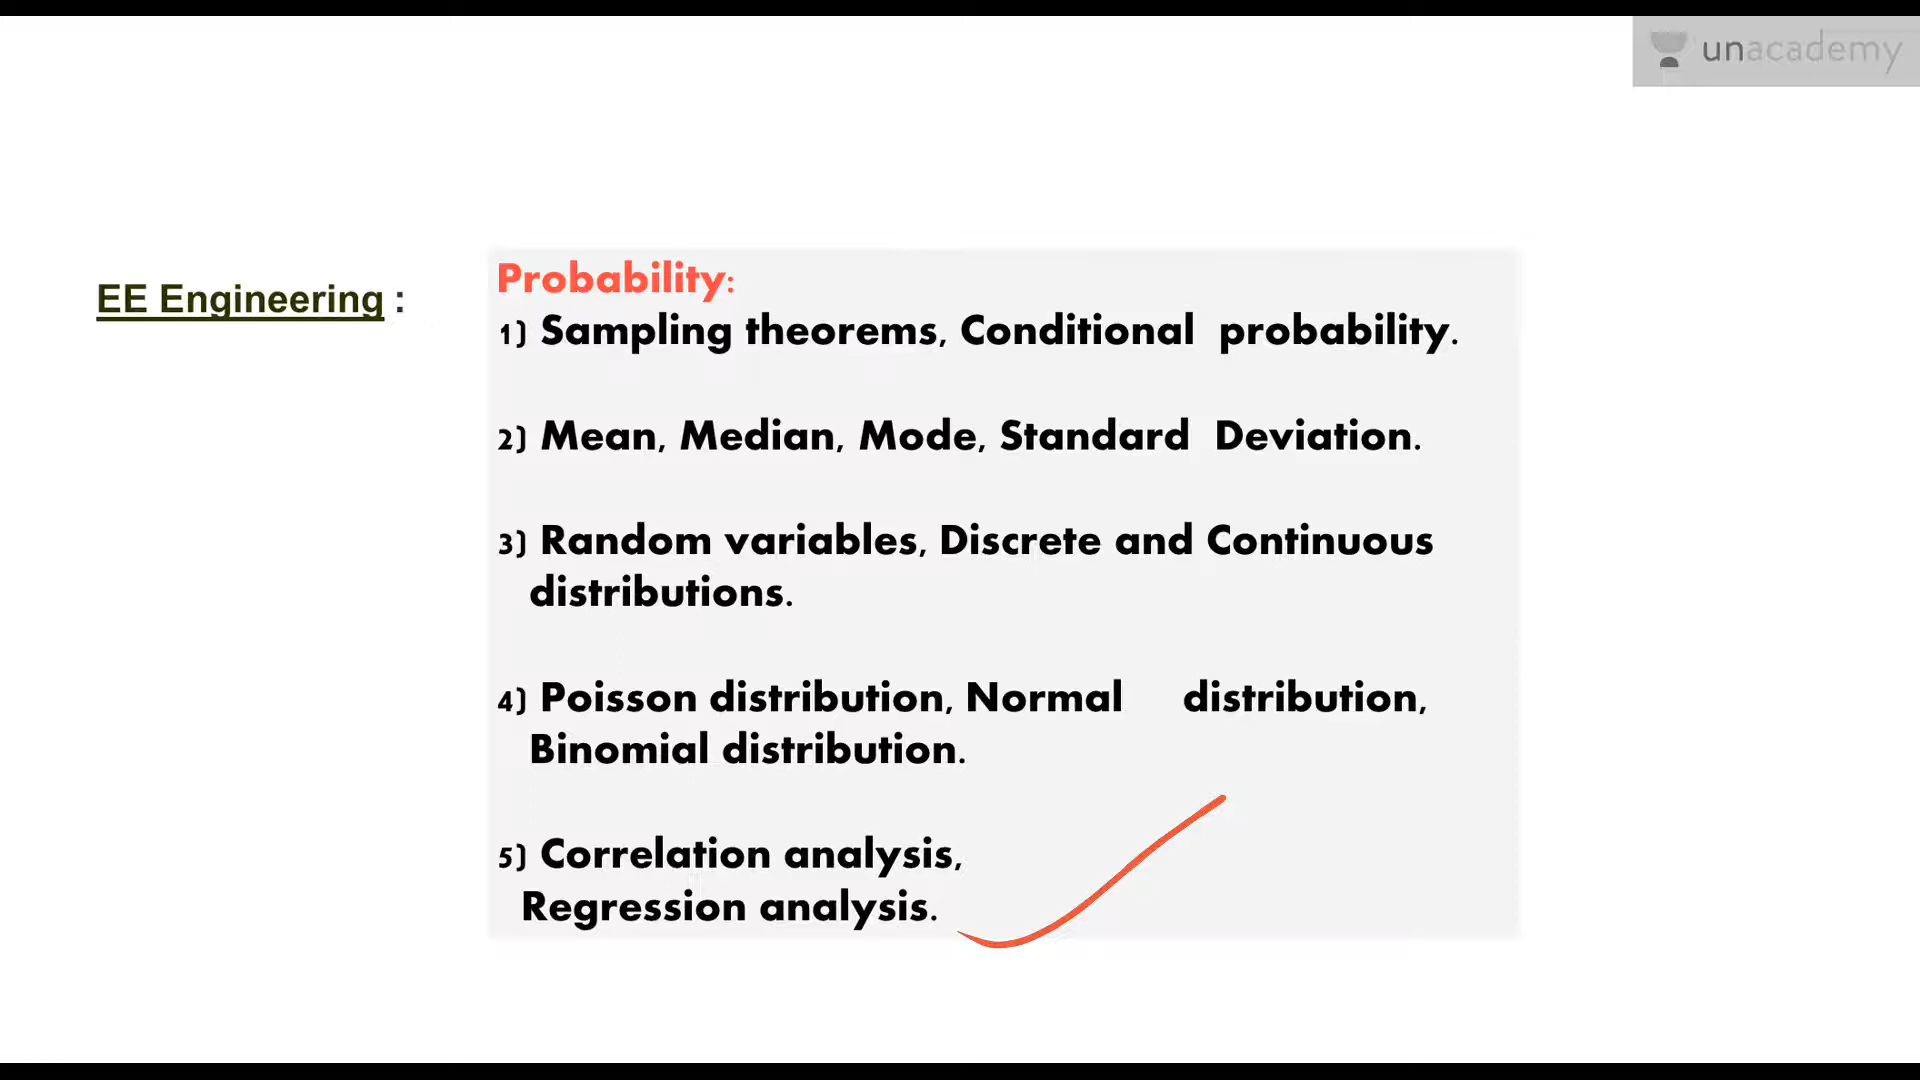 unacademy
EE Engineering :
Probability:
1) Sampling theorems, Conditional probability.
2) Mean, Median, Mode, Standard Deviation.
3) Random variables, Discrete and Continuous
distributions.
4) Poisson distribution, Normal distribution,
Binomial distribution.
5) Correlation analysis,
Regression analysis.